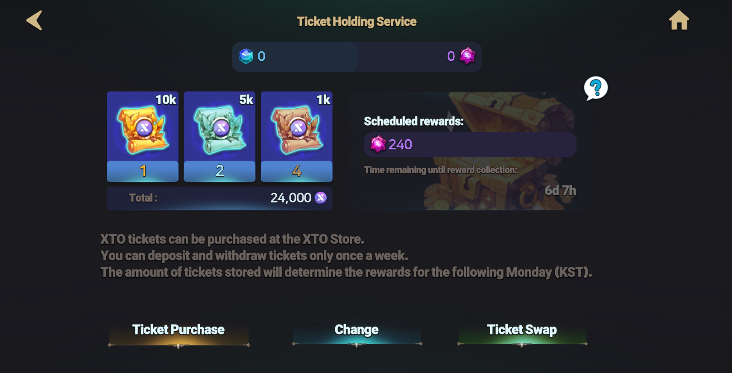 Ticket Holding Service
0
0
10k
5k
1k
1
2
4
Total :
24,000
?
Scheduled rewards:
240
Time remaining until reward collection:
6d 7h
XTO tickets can be purchased at the XTO Store.
You can deposit and withdraw tickets only once a week.
The amount of tickets stored will determine the rewards for the following Monday (KST).
Ticket Purchase
Change
Ticket Swap